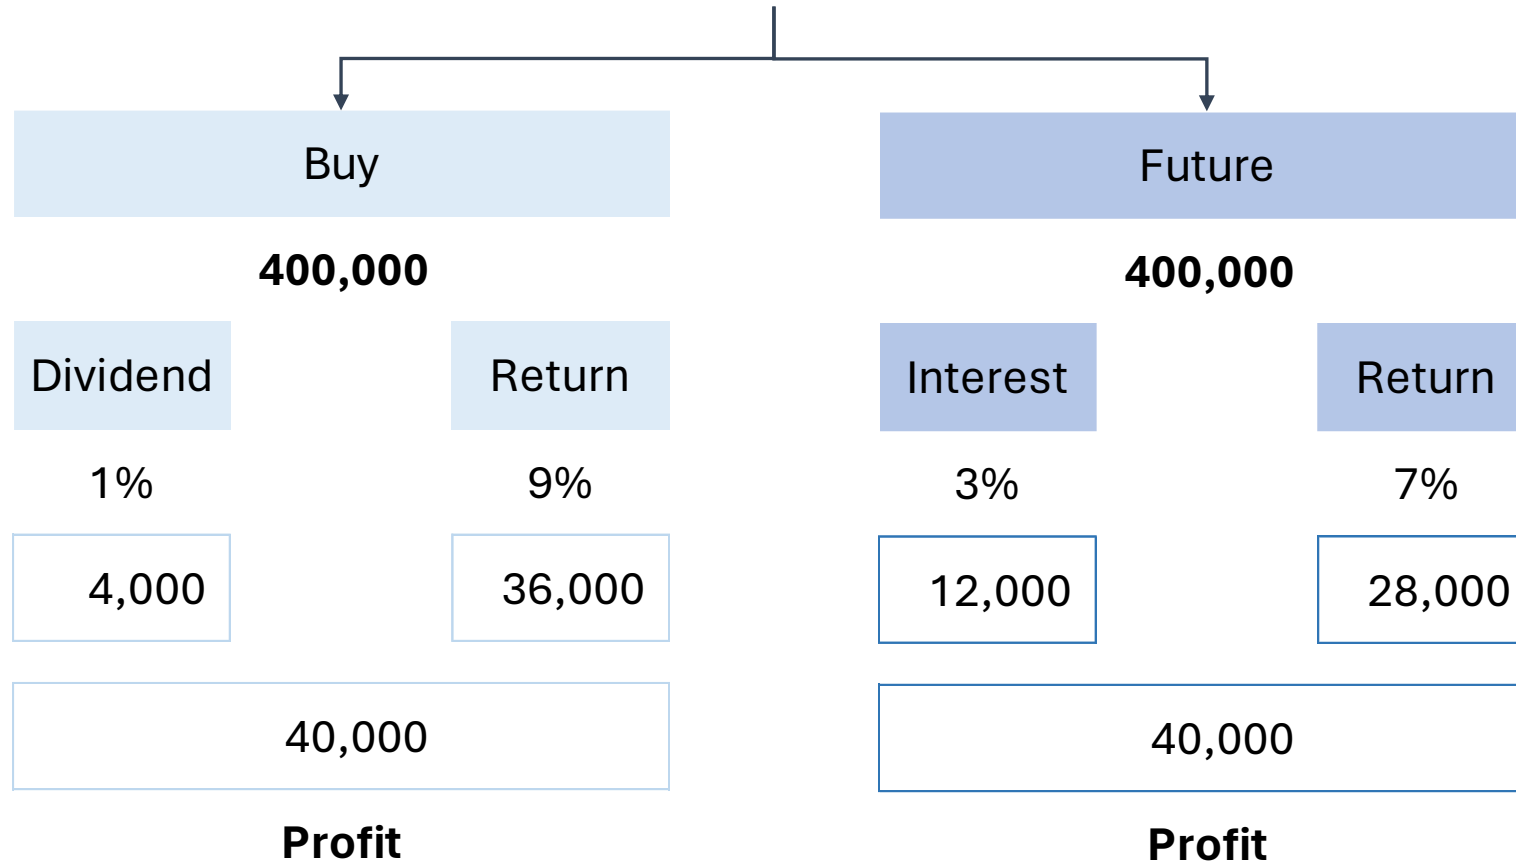 Buy
Future
400,000
400,000
Dividend
Return
Interest
Return
1%
9%
3%
7%
4,000
36,000
12,000
28,000
40,000
40,000
Profit
Profit